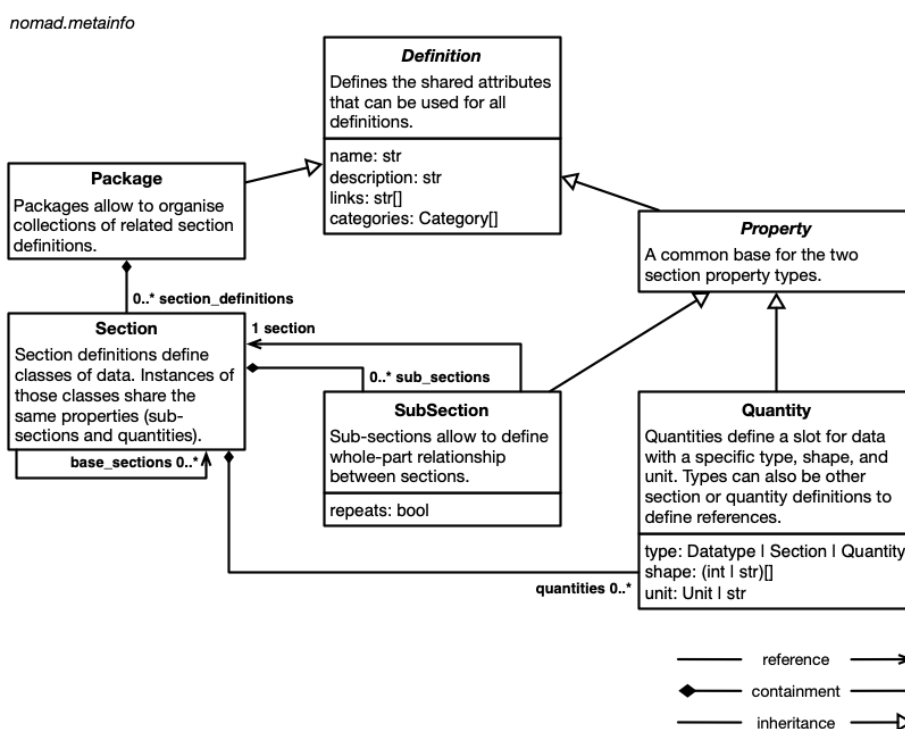 nomad.metainfo
Definition
Defines the shared attributes
that can be used for all
definitions.
name: str
description: str
links: str[]
categories: Category[]
Package
Packages allow to organise
collections of related section
definitions.
0..* section_definitions
Property
A common base for the two
section property types.
Section
Section definitions define
classes of data. Instances of
those classes share the
same properties (sub-
sections and quantities).
base_sections 0..*
1 section
0..* sub_sections
SubSection
Sub-sections allow to define
whole-part relationship
between sections.
repeats: bool
Quantity
Quantities define a slot for data
with a specific type, shape, and
unit. Types can also be other
section or quantity definitions to
define references.
type: Datatype | Section | Quantity
shape: (int | str)[]
unit: Unit | str
quantities 0..*
reference
containment
inheritance